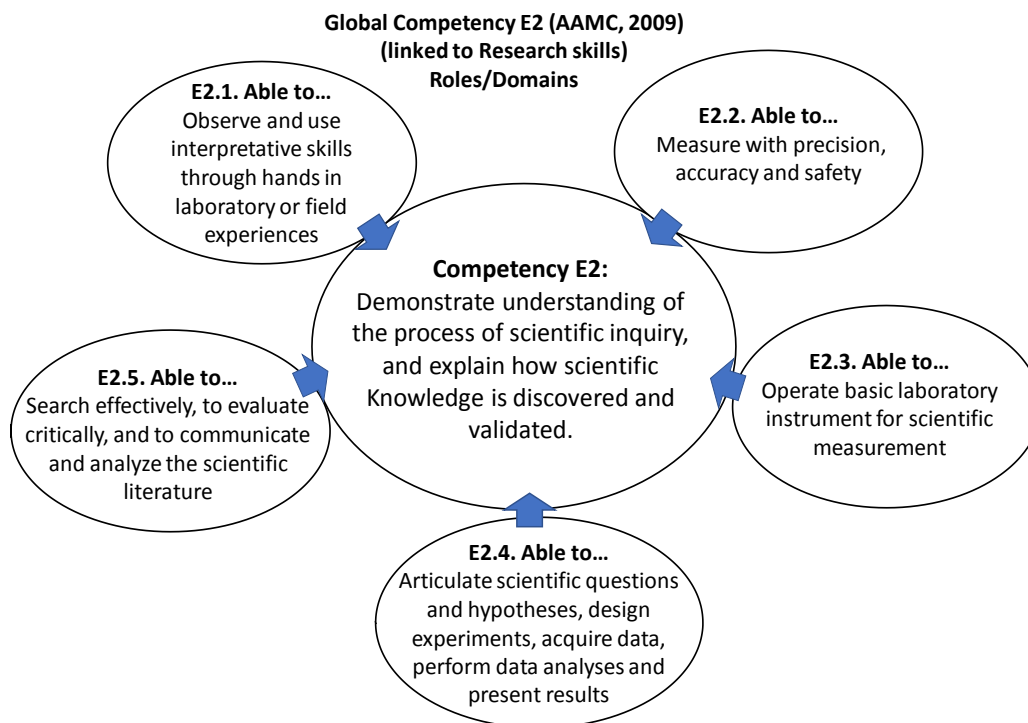 Global Competency E2 (AAMC, 2009)
(linked to Research skills)
Roles/Domains
E2.1. Able to…
Observe and use
interpretative skills
through hands in
laboratory or field
experiences
E2.2. Able to…
Measure with precision,
accuracy and safety
Competency E2:
Demonstrate understanding of
the process of scientific inquiry,
and explain how scientific
Knowledge is discovered and
validated.
E2.3. Able to…
Operate basic laboratory
instrument for scientific
measurement
E2.4. Able to…
Articulate scientific questions
and hypotheses, design
experiments, acquire data,
perform data analyses and
present results
E2.5. Able to…
Search effectively, to evaluate
critically, and to communicate
and analyze the scientific
literature